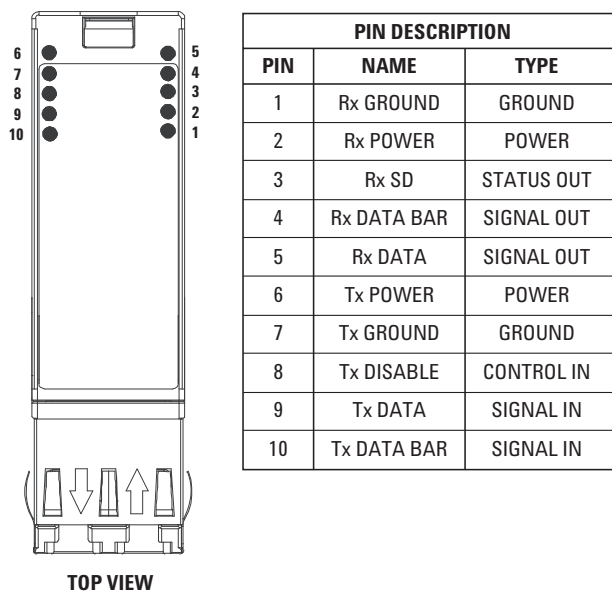 6 5
7 4
8 3
9 2
10 1
TOP VIEW
PIN DESCRIPTION
PIN NAME TYPE
1 Rx GROUND GROUND
2 Rx POWER POWER
3 Rx SD STATUS OUT
4 Rx DATA BAR SIGNAL OUT
5 Rx DATA SIGNAL OUT
6 Tx POWER POWER
7 Tx GROUND GROUND
8 Tx DISABLE CONTROL IN
9 Tx DATA SIGNAL IN
10 Tx DATA BAR SIGNAL IN